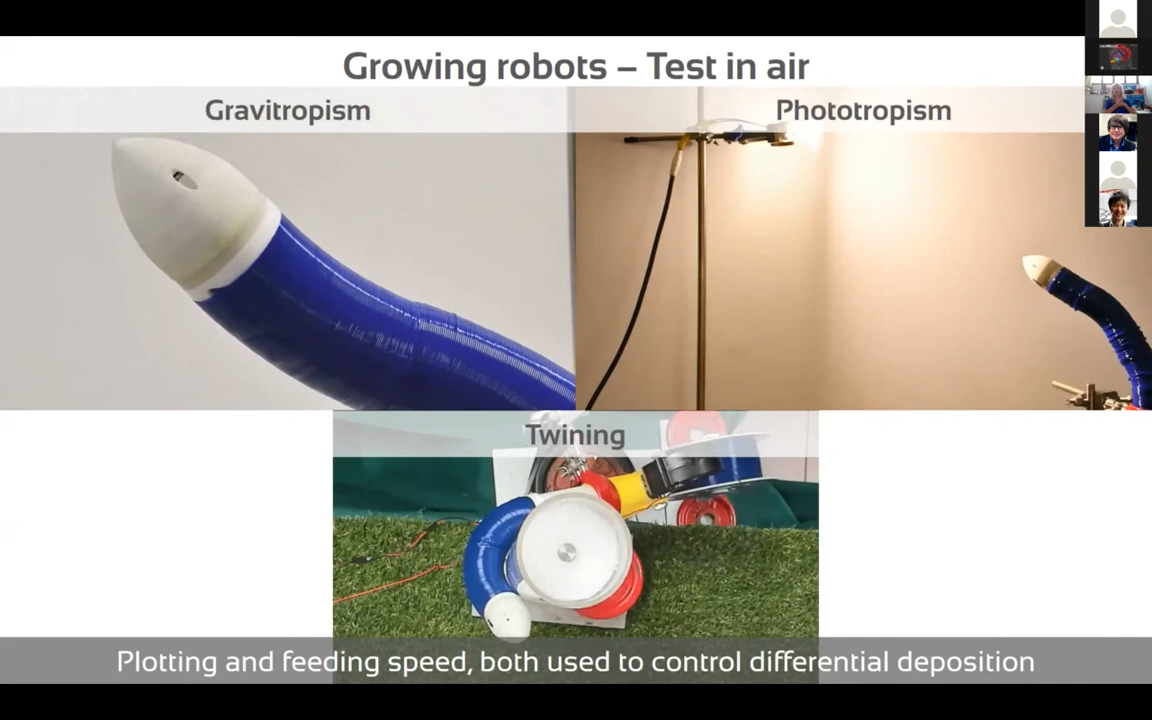 Growing robots – Test in air
Gravitropism
Phototropism
Twining
Plotting and feeding speed, both used to control differential deposition